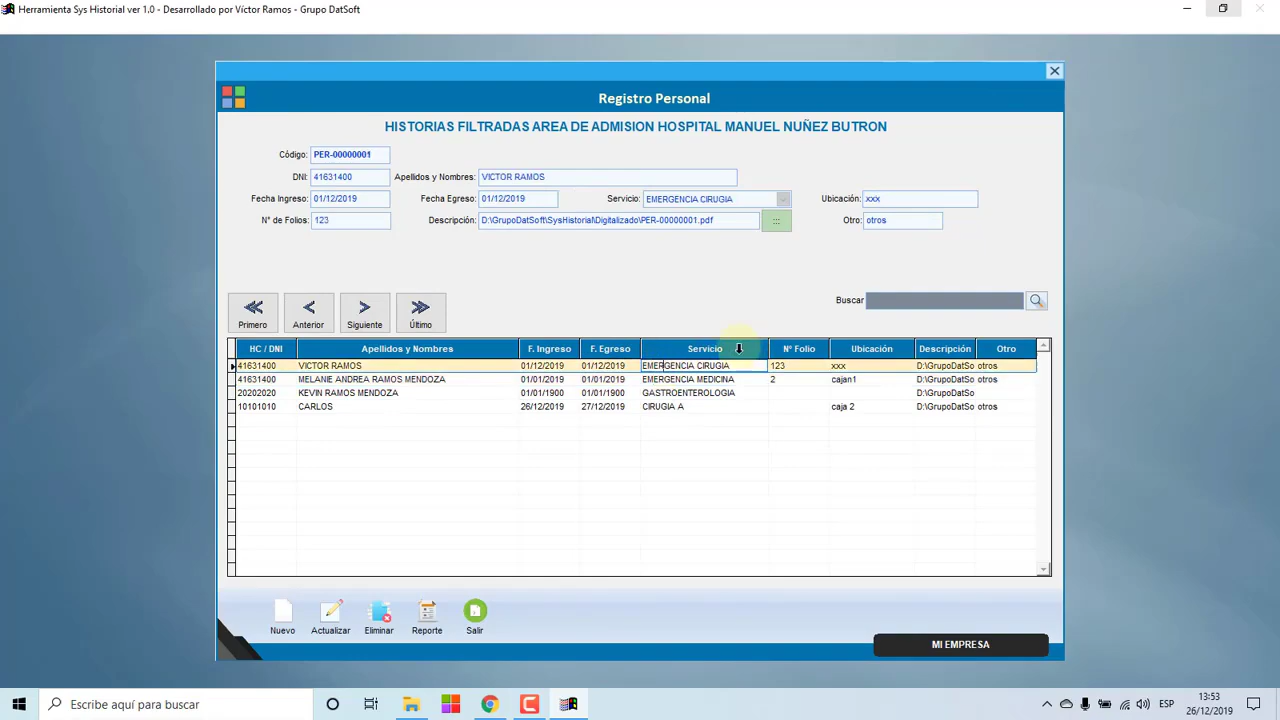 Herramienta Sys Historial ver 1.0 - Desarrollado por Víctor Ramos - Grupo DatSoft
Registro Personal
HISTORIAS FILTRADAS AREA DE ADMISION HOSPITAL MANUEL NUÑEZ BUTRON
Código: PER-00000001
DNI: 41631400 Apellidos y Nombres: VICTOR RAMOS
Fecha Ingreso: 01/12/2019 Fecha Egreso: 01/12/2019 Servicio: EMERGENCIA CIRUGIA Ubicación: xxx
N° de Folios: 123 Descripción: D:\GrupoDatSoft\SysHistorial\Digitalizado\PER-00000001.pdf ::: Otro: otros
Buscar
Primero Anterior Siguiente Último
HC / DNI Apellidos y Nombres F. Ingreso F. Egreso Servicio Nº Folio Ubicación Descripción Otro
41631400 VICTOR RAMOS 01/12/2019 01/12/2019 EMERGENCIA CIRUGIA 123 xxx D:\GrupoDatSo otros
41631400 MELANIE ANDREA RAMOS MENDOZA 01/01/2019 01/01/2019 EMERGENCIA MEDICINA 2 cajan1 D:\GrupoDatSo otros
20202020 KEVIN RAMOS MENDOZA 01/01/1900 01/01/1900 GASTROENTEROLOGIA D:\GrupoDatSo
10101010 CARLOS 26/12/2019 27/12/2019 CIRUGIA A caja 2 D:\GrupoDatSo otros
Nuevo Actualizar Eliminar Reporte Salir
MI EMPRESA
Escribe aquí para buscar
ESP
13:53
26/12/2019